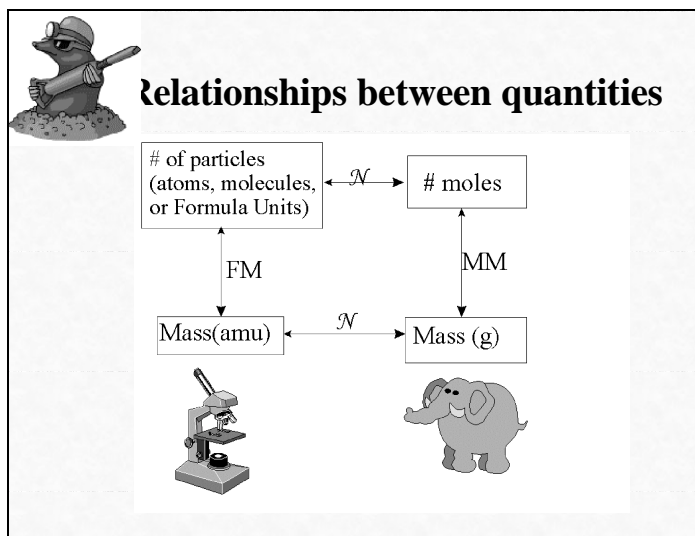 Relationships between quantities
# of particles
(atoms, molecules,
or Formula Units)
𝒩
# moles
FM
MM
Mass(amu)
𝒩
Mass (g)